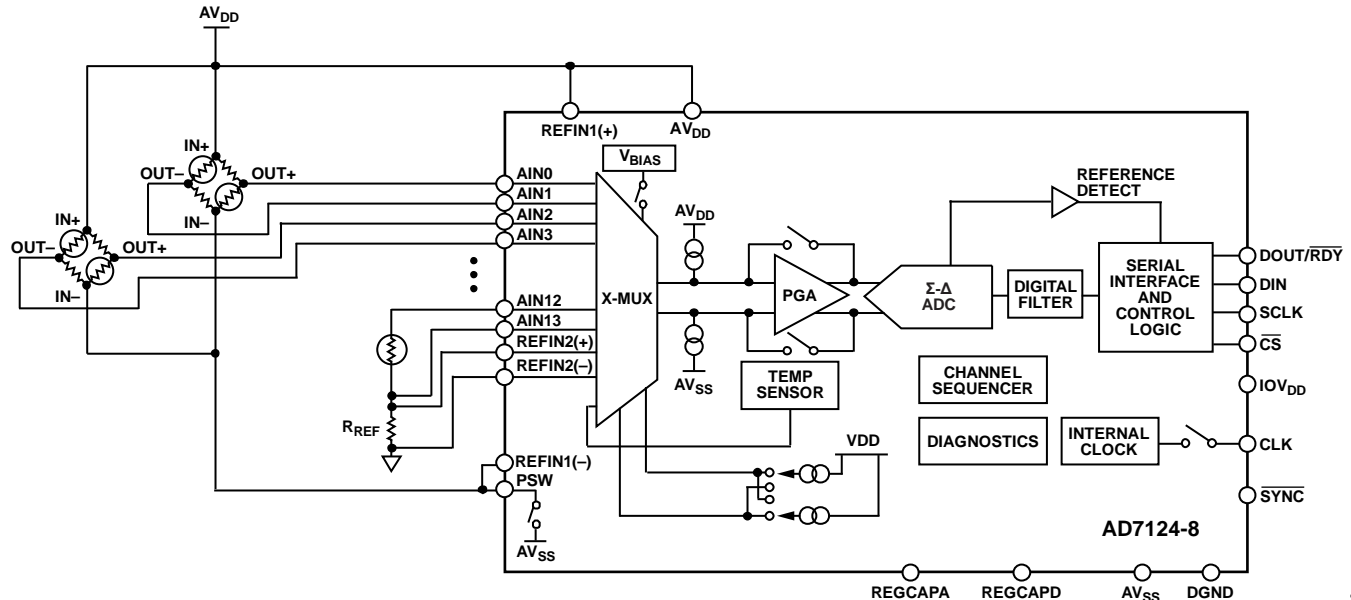 AVDD
REFIN1(+)
AVDD
IN+
OUT–
OUT+
IN–
IN+
OUT–
OUT+
IN–
AIN0
AIN1
AIN2
AIN3
AIN12
AIN13
REFIN2(+)
REFIN2(–)
RREF
REFIN1(–)
PSW
AVSS
VBIAS
X-MUX
AVDD
AVSS
PGA
TEMP
SENSOR
VDD
Σ-Δ
ADC
REFERENCE
DETECT
DIGITAL
FILTER
SERIAL
INTERFACE
AND
CONTROL
LOGIC
CHANNEL
SEQUENCER
DIAGNOSTICS
INTERNAL
CLOCK
DOUT/RDY
DIN
SCLK
CS
IOVDD
CLK
SYNC
AD7124-8
REGCAPA
REGCAPD
AVSS
DGND